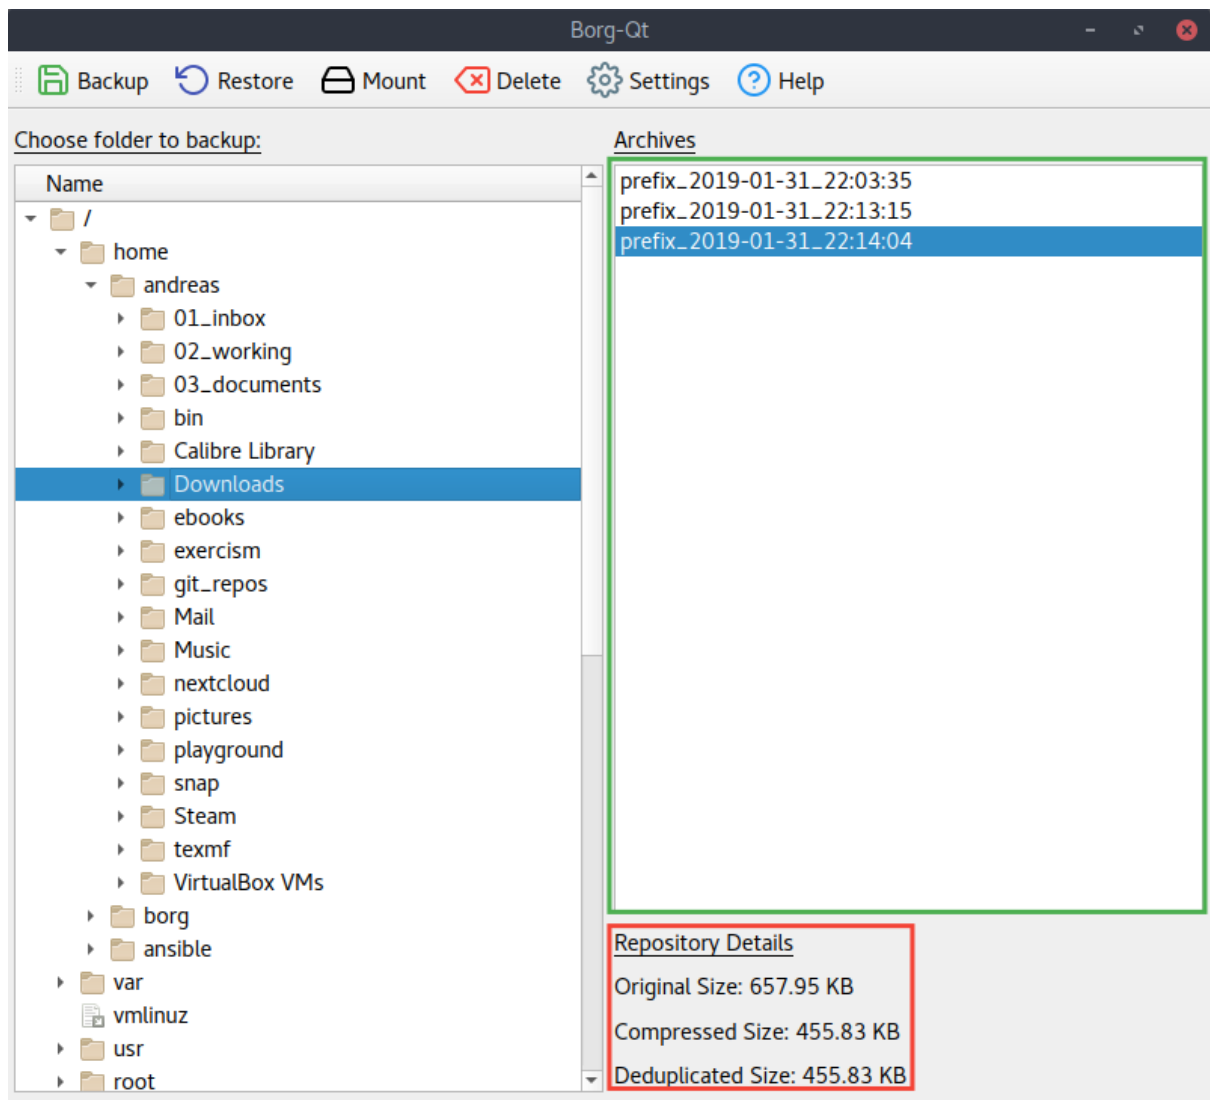 Borg-Qt
Backup Restore Mount Delete Settings Help
Choose folder to backup:
Name
/
home
andreas
01_inbox
02_working
03_documents
bin
Calibre Library
Downloads
ebooks
exercism
git_repos
Mail
Music
nextcloud
pictures
playground
snap
Steam
texmf
VirtualBox VMs
borg
ansible
var
vmlinuz
usr
root
Archives
prefix_2019-01-31_22:03:35
prefix_2019-01-31_22:13:15
prefix_2019-01-31_22:14:04
Repository Details
Original Size: 657.95 KB
Compressed Size: 455.83 KB
Deduplicated Size: 455.83 KB